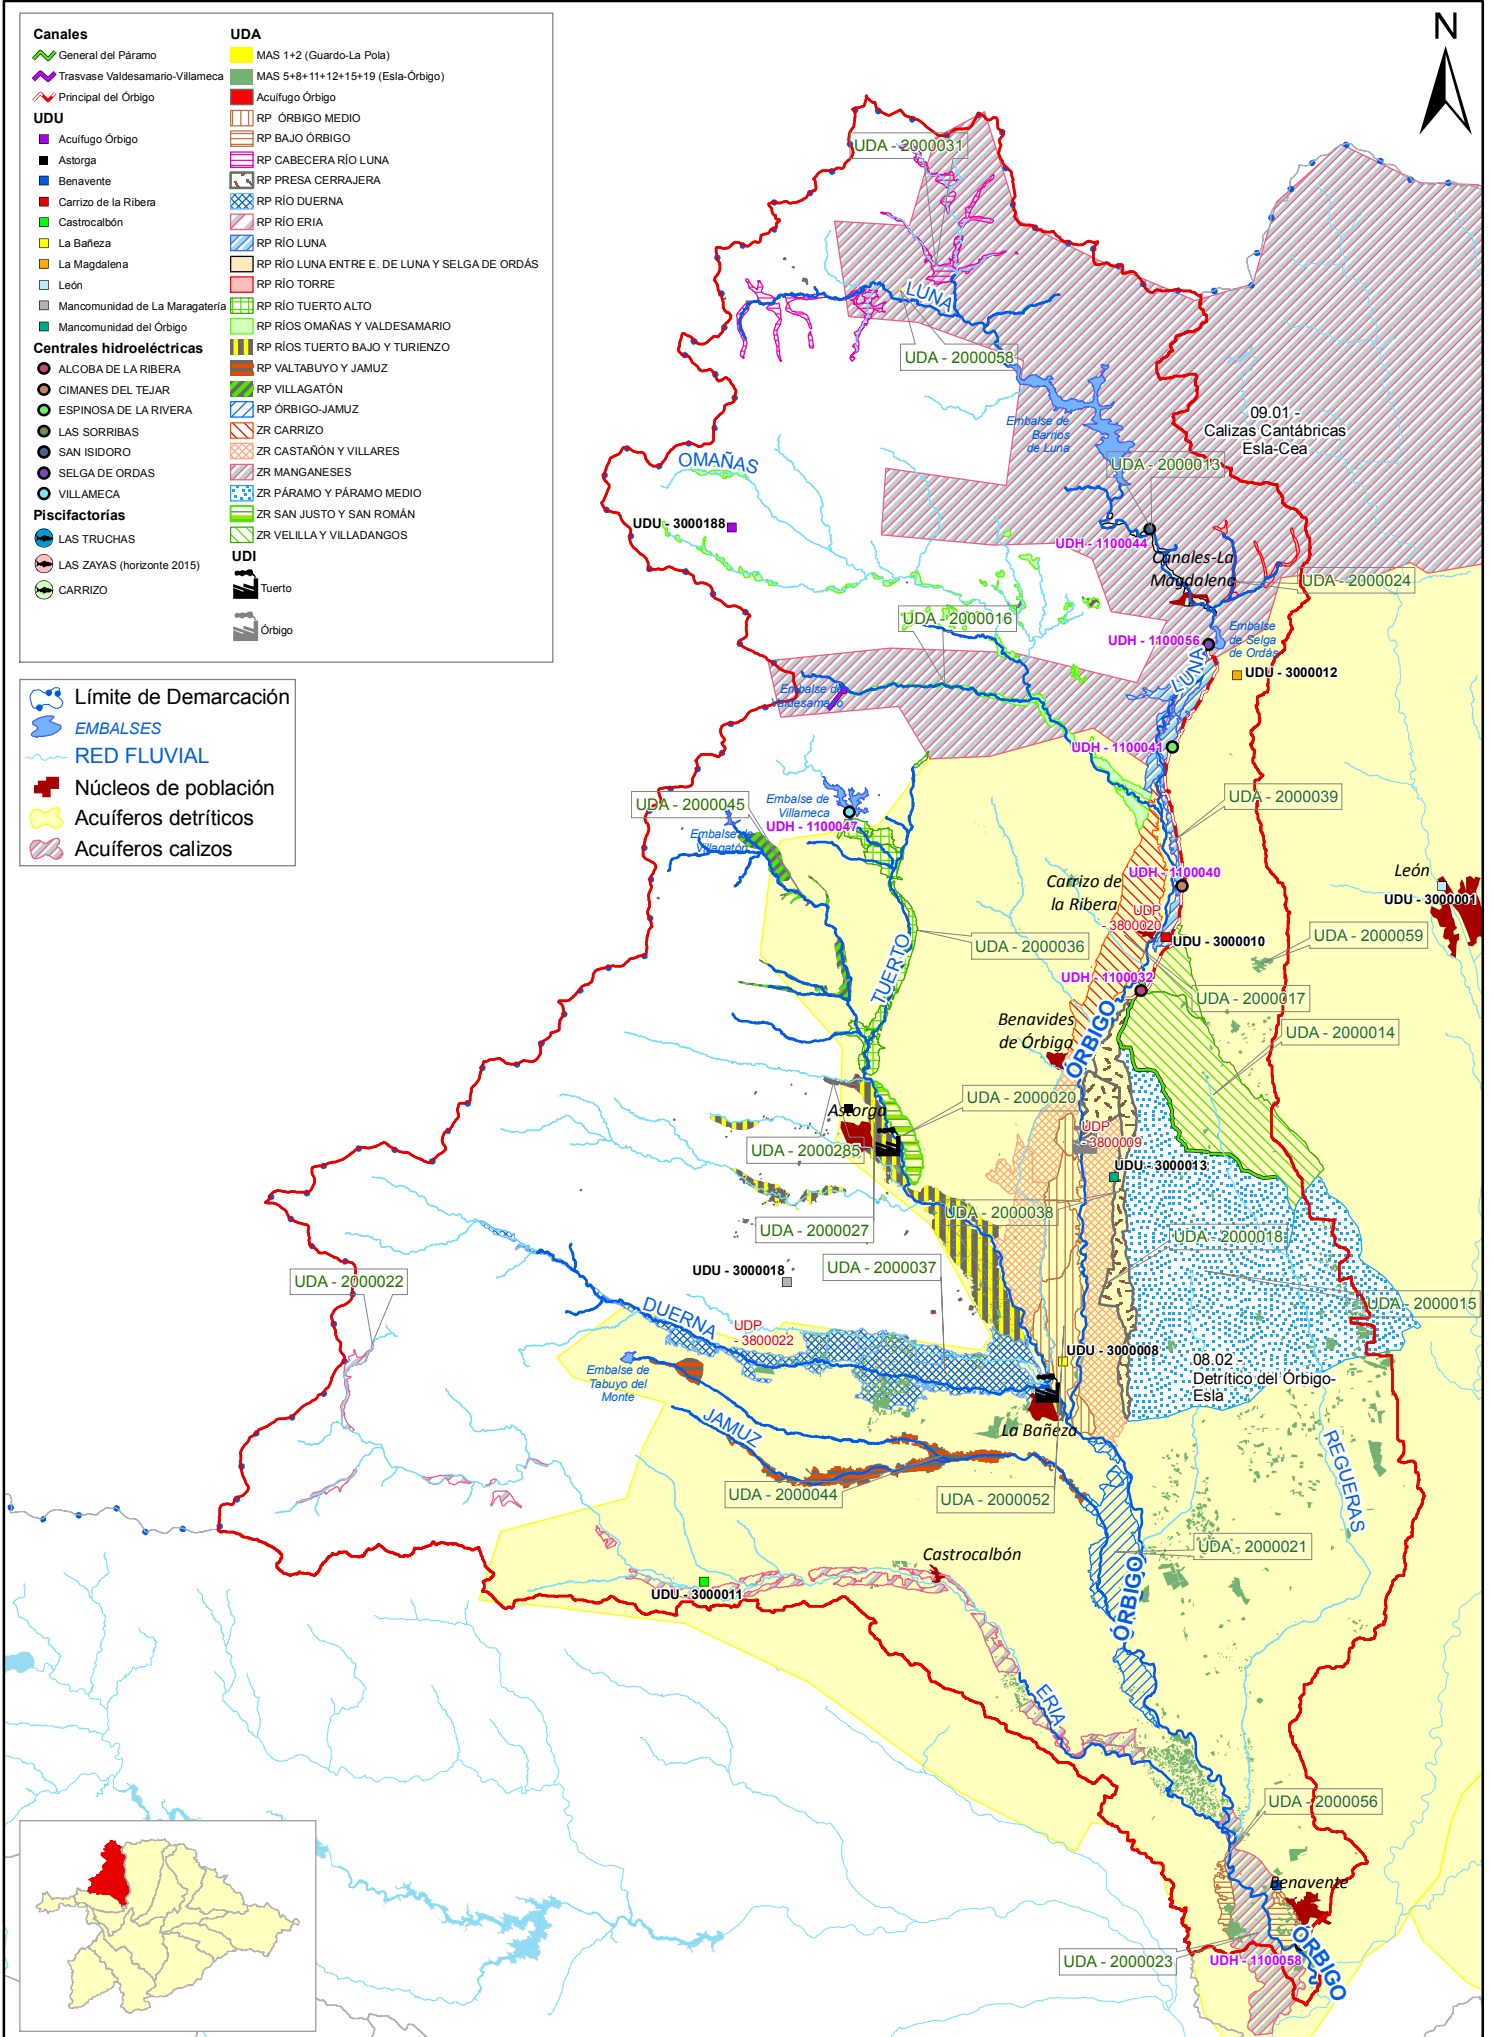 Canales
General del Páramo
Trasvase Valdesamario-Villameca
Principal del Órbigo
UDU
Acuífugo Órbigo
Astorga
Benavente
Carrizo de la Ribera
Castrocalbón
La Bañeza
La Magdalena
León
Mancomunidad de La Maragatería
Mancomunidad del Órbigo
Centrales hidroeléctricas
ALCOBA DE LA RIBERA
CIMANES DEL TEJAR
ESPINOSA DE LA RIVERA
LAS SORRIBAS
SAN ISIDORO
SELGA DE ORDAS
VILLAMECA
Piscifactorías
LAS TRUCHAS
LAS ZAYAS (horizonte 2015)
CARRIZO
UDA
MAS 1+2 (Guardo-La Pola)
MAS 5+8+11+12+15+19 (Esla-Órbigo)
Acuífugo Órbigo
RP ÓRBIGO MEDIO
RP BAJO ÓRBIGO
RP CABECERA RÍO LUNA
RP PRESA CERRAJERA
RP RÍO DUERNA
RP RÍO ERIA
RP RÍO LUNA
RP RÍO LUNA ENTRE E. DE LUNA Y SELGA DE ORDÁS
RP RÍO TORRE
RP RÍO TUERTO ALTO
RP RÍOS OMAÑAS Y VALDESAMARIO
RP RÍOS TUERTO BAJO Y TURIENZO
RP VALTABUYO Y JAMUZ
RP VILLAGATÓN
RP ÓRBIGO-JAMUZ
ZR CARRIZO
ZR CASTAÑÓN Y VILLARES
ZR MANGANESES
ZR PÁRAMO Y PÁRAMO MEDIO
ZR SAN JUSTO Y SAN ROMÁN
ZR VELILLA Y VILLADANGOS
UDI
Tuerto
Órbigo
Límite de Demarcación
EMBALSES
RED FLUVIAL
Núcleos de población
Acuíferos detríticos
Acuíferos calizos
N
UDA - 2000031
LUNA
UDA - 2000058
Embalse de
Barrios
de Luna
09.01 -
Calizas Cantábricas
Esla-Cea
OMAÑAS
UDA - 2000013
UDU - 3000188
UDH - 1100044
Canales-La
Magdalena
UDA - 2000024
UDA - 2000016
UDH - 1100056
Embalse
de Selga
de Ordás
LUNA
UDU - 3000012
Embalse de
Valdesamario
UDH - 1100041
UDA - 2000045
Embalse de
Villameca
UDH - 1100047
Embalse de
Villagatón
UDA - 2000039
UDH - 1100040
León
UDU - 3000001
Carrizo de
la Ribera
UDP
- 3800020
UDU - 3000010
UDA - 2000059
UDA - 2000036
TUERTO
UDH - 1100032
UDA - 2000017
Benavides
de Órbigo
ÓRBIGO
UDA - 2000014
UDA - 2000020
Astorga
UDP
- 3800009
UDA - 2000285
UDU - 3000013
UDA - 2000038
UDA - 2000027
UDA - 2000018
UDA - 2000037
UDU - 3000018
UDA - 2000022
UDA - 2000015
DUERNA
UDP
- 3800022
UDU - 3000008
08.02 -
Detrítico del Órbigo-
Esla
Embalse de
Tabuyo del
Monte
JAMUZ
La Bañeza
REGUERAS
UDA - 2000044
UDA - 2000052
UDA - 2000021
Castrocalbón
UDU - 3000011
ÓRBIGO
ERIA
UDA - 2000056
Benavente
ÓRBIGO
UDA - 2000023
UDH - 1100058